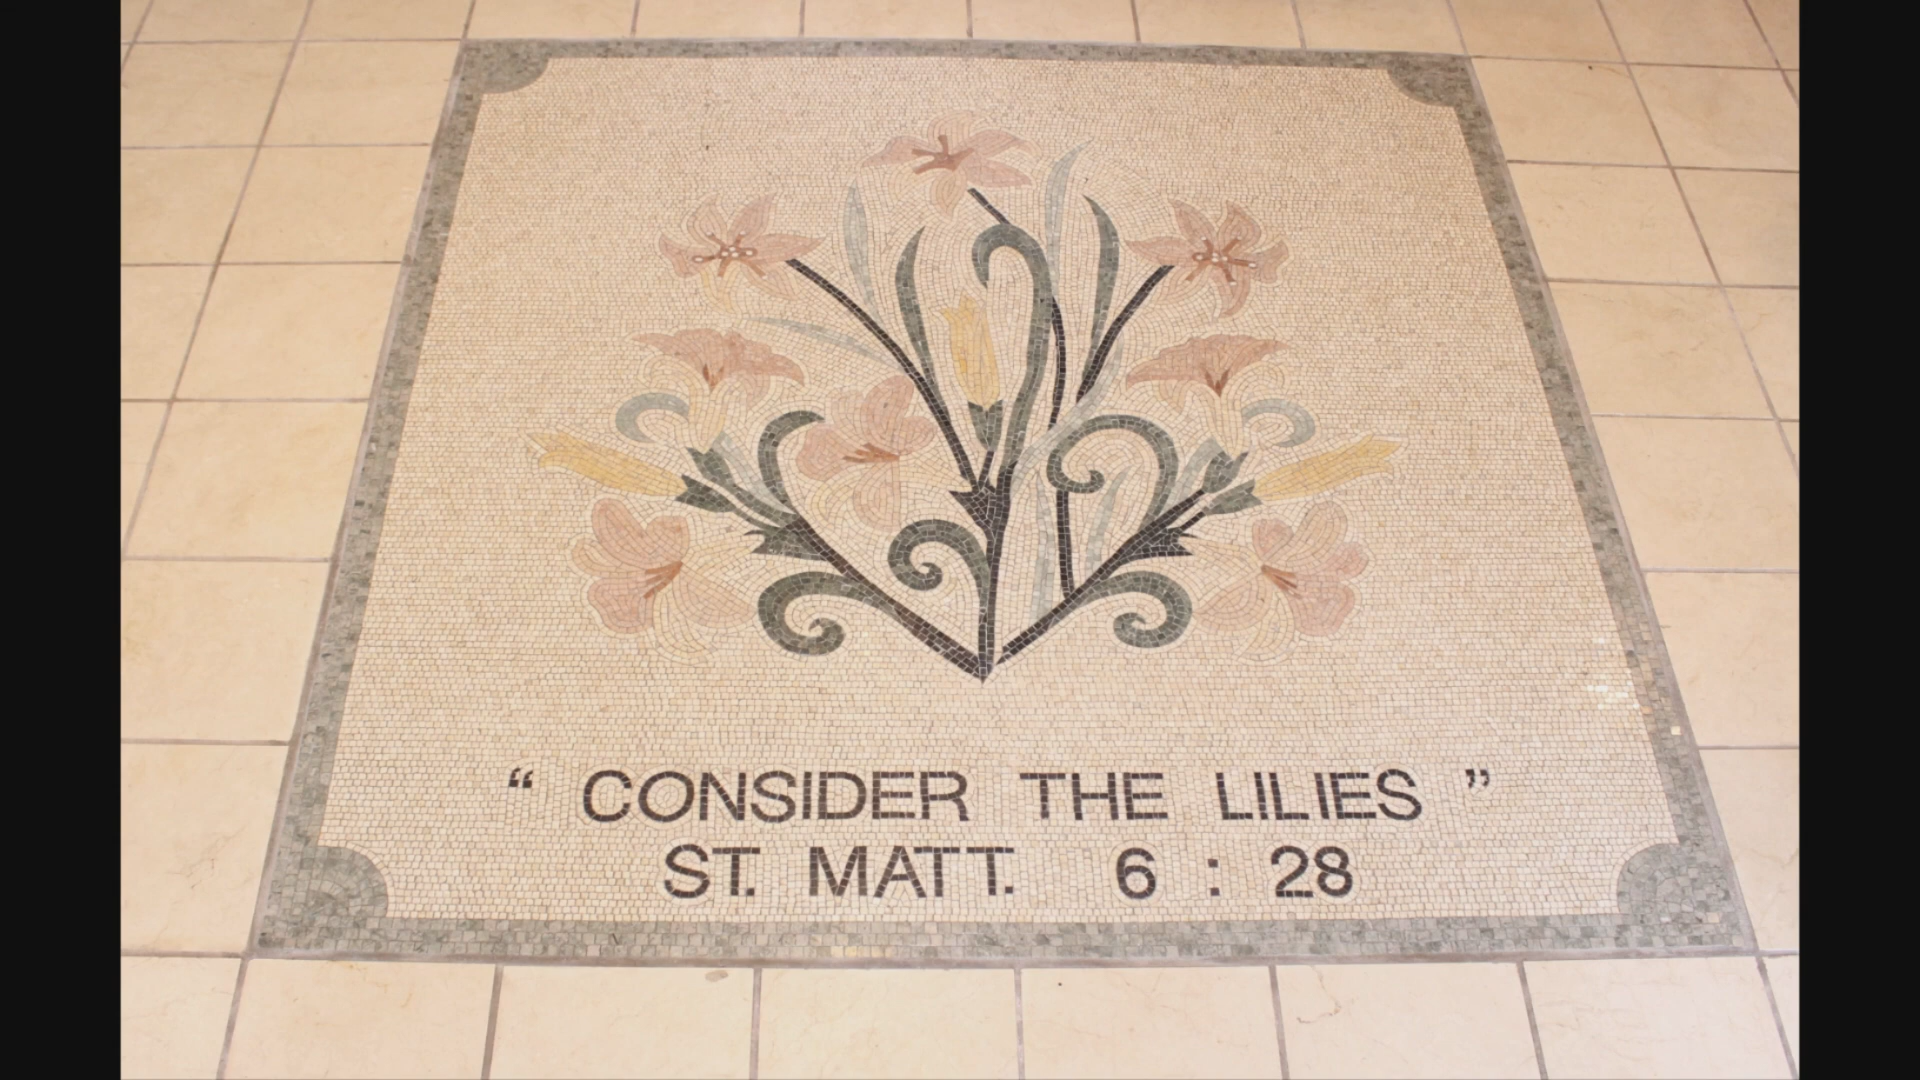 “ CONSIDER THE LILIES ”
ST. MATT. 6 : 28